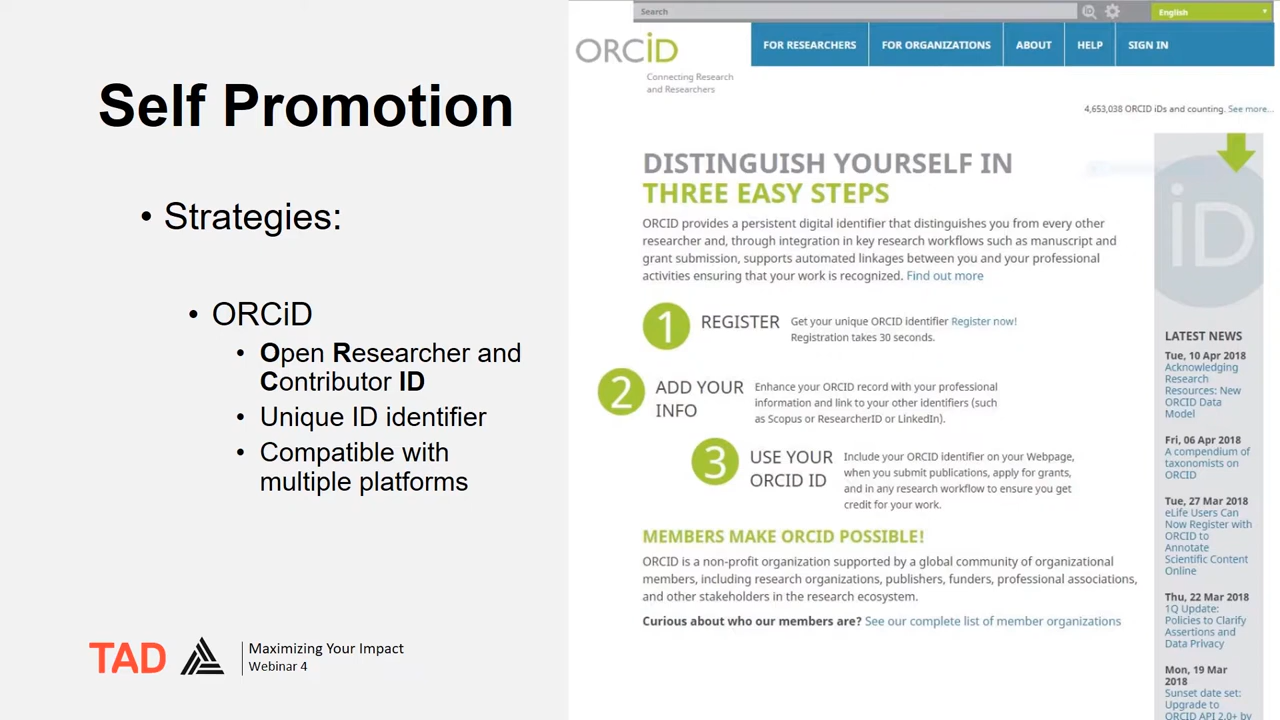 Self Promotion
• Strategies:
• ORCiD
• Open Researcher and
Contributor ID
• Unique ID identifier
• Compatible with
multiple platforms
TAD
Maximizing Your Impact
Webinar 4
Search
iD
English
ORCiD
Connecting Research
and Researchers
FOR RESEARCHERS
FOR ORGANIZATIONS
ABOUT
HELP
SIGN IN
4,653,038 ORCID iDs and counting. See more...
DISTINGUISH YOURSELF IN
THREE EASY STEPS
ORCID provides a persistent digital identifier that distinguishes you from every other
researcher and, through integration in key research workflows such as manuscript and
grant submission, supports automated linkages between you and your professional
activities ensuring that your work is recognized. Find out more
1 REGISTER
Get your unique ORCID identifier Register now!
Registration takes 30 seconds.
2 ADD YOUR
INFO
Enhance your ORCID record with your professional
information and link to your other identifiers (such
as Scopus or ResearcherID or LinkedIn).
3 USE YOUR
ORCID ID
Include your ORCID identifier on your Webpage,
when you submit publications, apply for grants,
and in any research workflow to ensure you get
credit for your work.
MEMBERS MAKE ORCID POSSIBLE!
ORCID is a non-profit organization supported by a global community of organizational
members, including research organizations, publishers, funders, professional associations,
and other stakeholders in the research ecosystem.
Curious about who our members are? See our complete list of member organizations
iD
LATEST NEWS
Tue, 10 Apr 2018
Acknowledging
Research
Resources: New
ORCID Data
Model
Fri, 06 Apr 2018
A compendium of
taxonomists on
ORCID
Tue, 27 Mar 2018
eLife Users Can
Now Register with
ORCID to
Annotate
Scientific Content
Online
Thu, 22 Mar 2018
1Q Update:
Policies to Clarify
Assertions and
Data Privacy
Mon, 19 Mar
2018
Sunset date set:
Upgrade to
ORCID API 2.0+ by